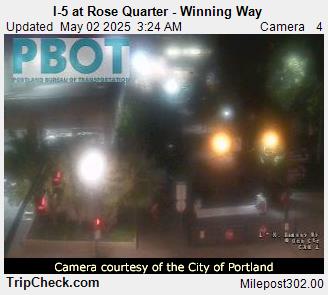 I-5 at Rose Quarter - Winning Way
Updated May 02 2025 3:24 AM Camera 4
PBOT
PORTLAND BUREAU OF TRANSPORTATION
Camera courtesy of the City of Portland
TripCheck.com Milepost302.00